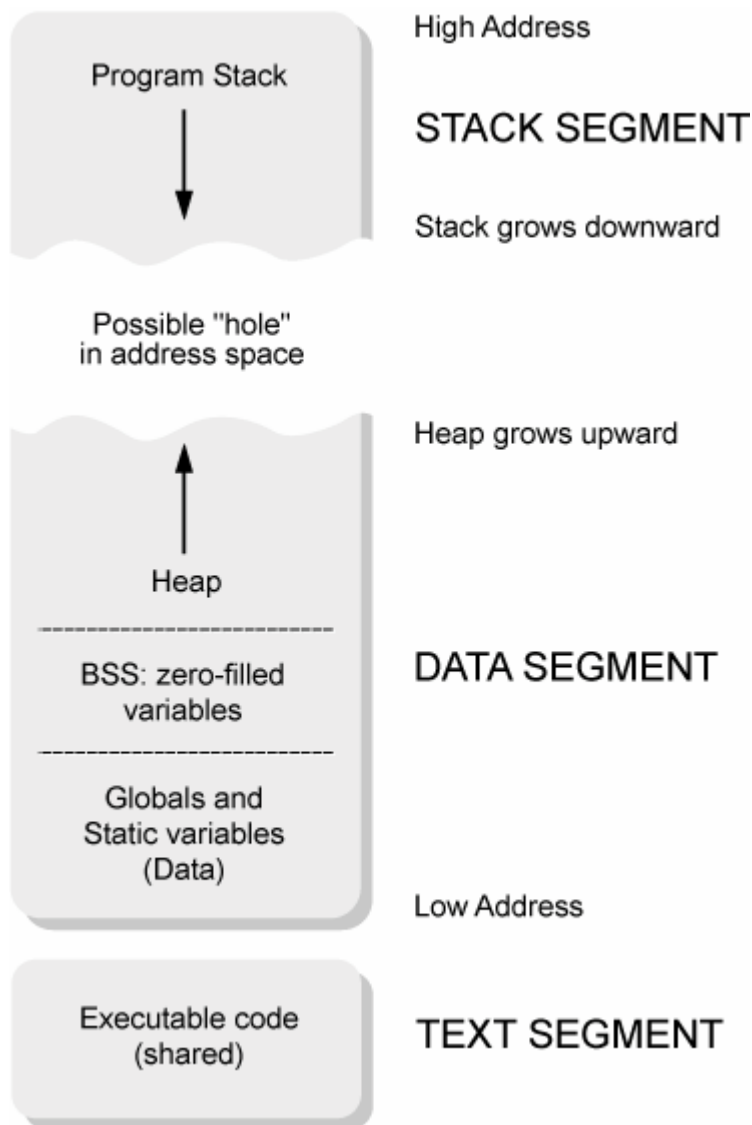 High Address
Program Stack
STACK SEGMENT
Stack grows downward
Possible "hole"
in address space
Heap grows upward
Heap
BSS: zero-filled
variables
DATA SEGMENT
Globals and
Static variables
(Data)
Low Address
Executable code
(shared)
TEXT SEGMENT